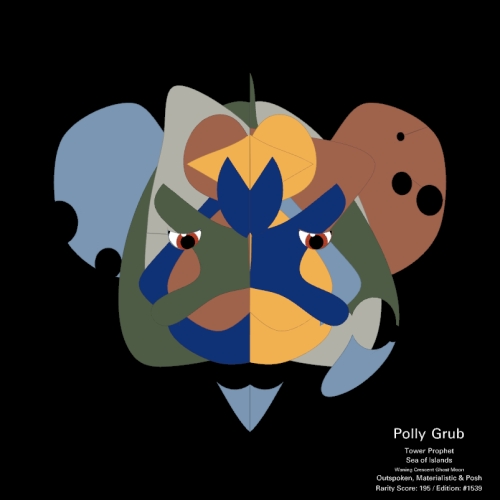 Polly Grub
Tower Prophet
Sea of Islands
Waning Crescent Ghost Moon
Outspoken, Materialistic & Posh
Rarity Score: 195 / Edition: #1539